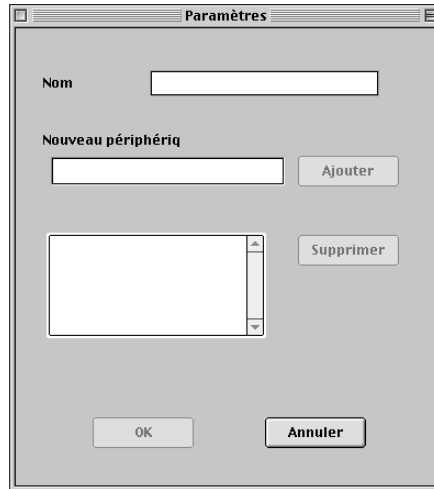 Paramètres
Nom
Nouveau périphériq
Ajouter
Supprimer
OK
Annuler